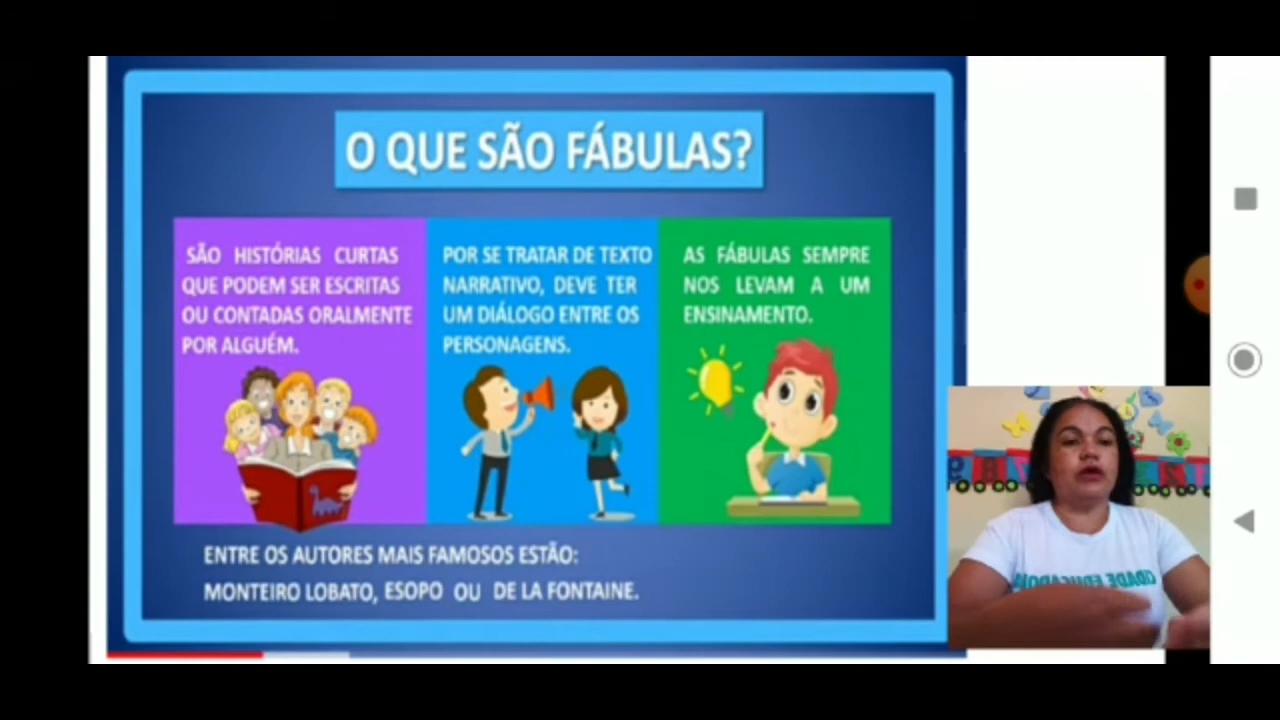 O QUE SÃO FÁBULAS?
SÃO HISTÓRIAS CURTAS
QUE PODEM SER ESCRITAS
OU CONTADAS ORALMENTE
POR ALGUÉM.
POR SE TRATAR DE TEXTO
NARRATIVO, DEVE TER
UM DIÁLOGO ENTRE OS
PERSONAGENS.
AS FÁBULAS SEMPRE
NOS LEVAM A UM
ENSINAMENTO.
ENTRE OS AUTORES MAIS FAMOSOS ESTÃO:
MONTEIRO LOBATO, ESOPO OU DE LA FONTAINE.
CIDADE EDUCADORA